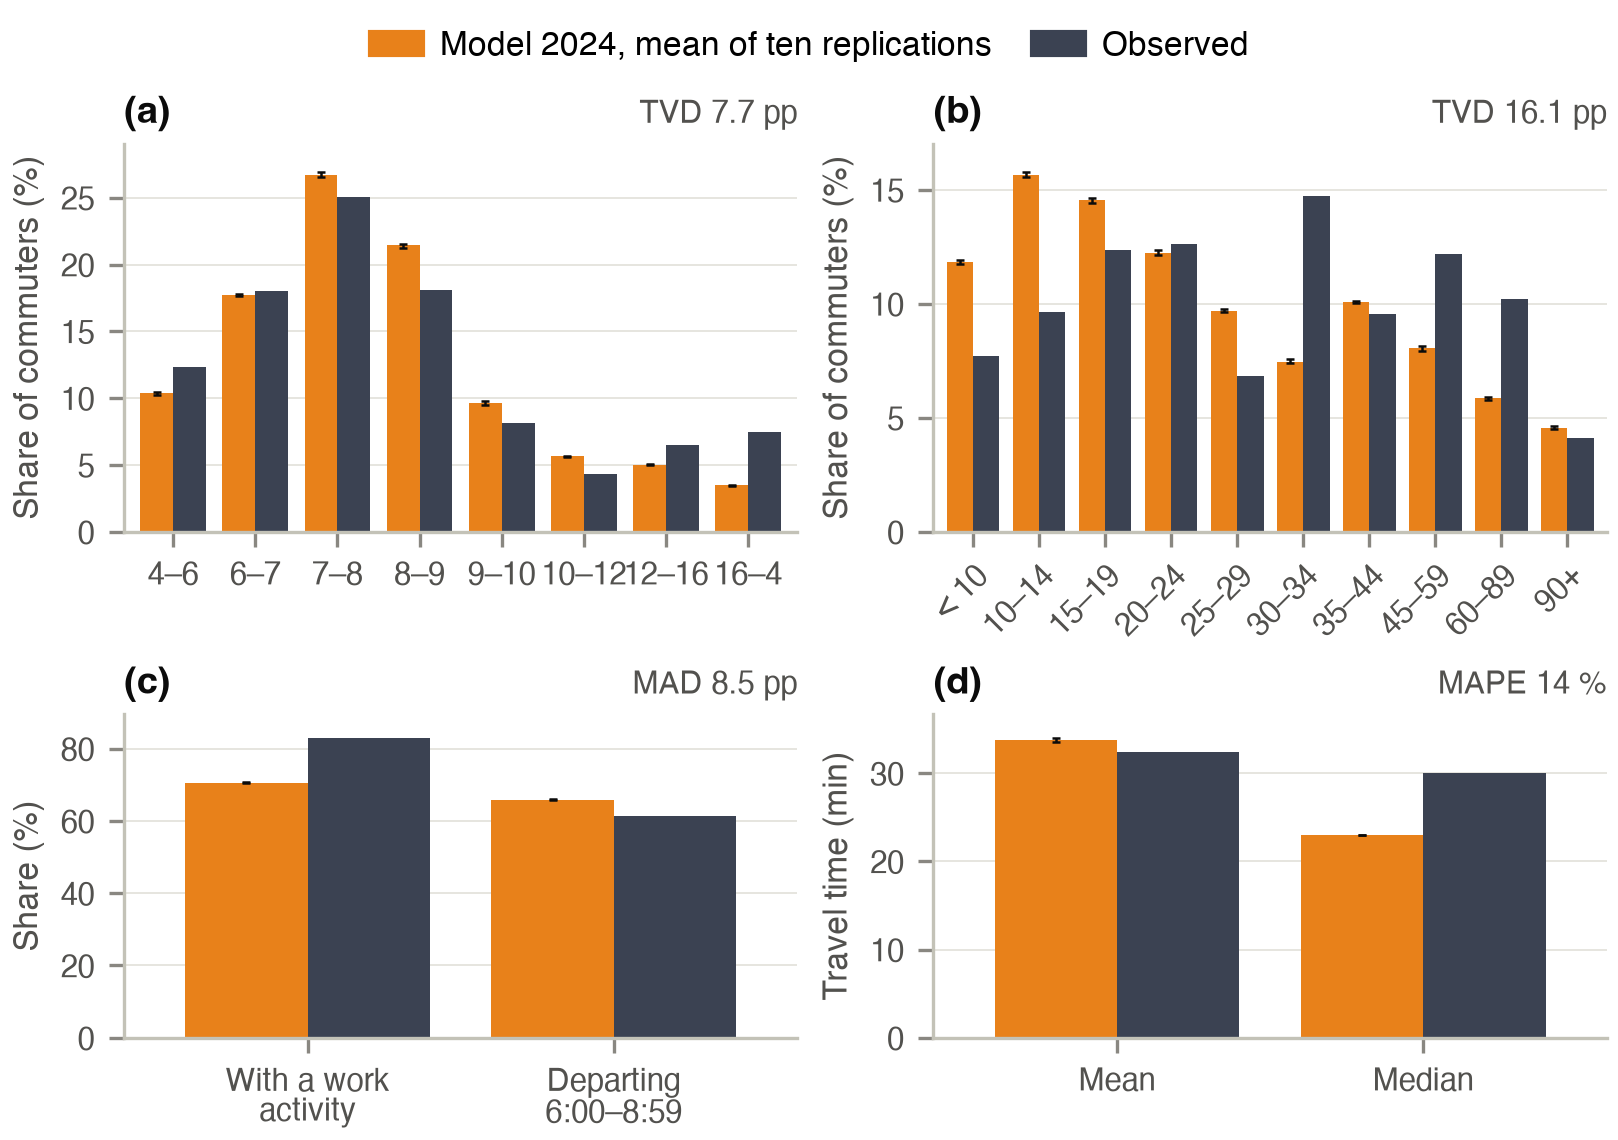 Model 2024, mean of ten replications
Observed
(a)
TVD 7.7 pp
Share of commuters (%)
25
20
15
10
5
0
4–6
6–7
7–8
8–9
9–10
10–12
12–16
16–4
(b)
TVD 16.1 pp
Share of commuters (%)
15
10
5
0
< 10
10–14
15–19
20–24
25–29
30–34
35–44
45–59
60–89
90+
(c)
MAD 8.5 pp
Share (%)
80
60
40
20
0
With a work
activity
Departing
6:00–8:59
(d)
MAPE 14 %
Travel time (min)
30
20
10
0
Mean
Median